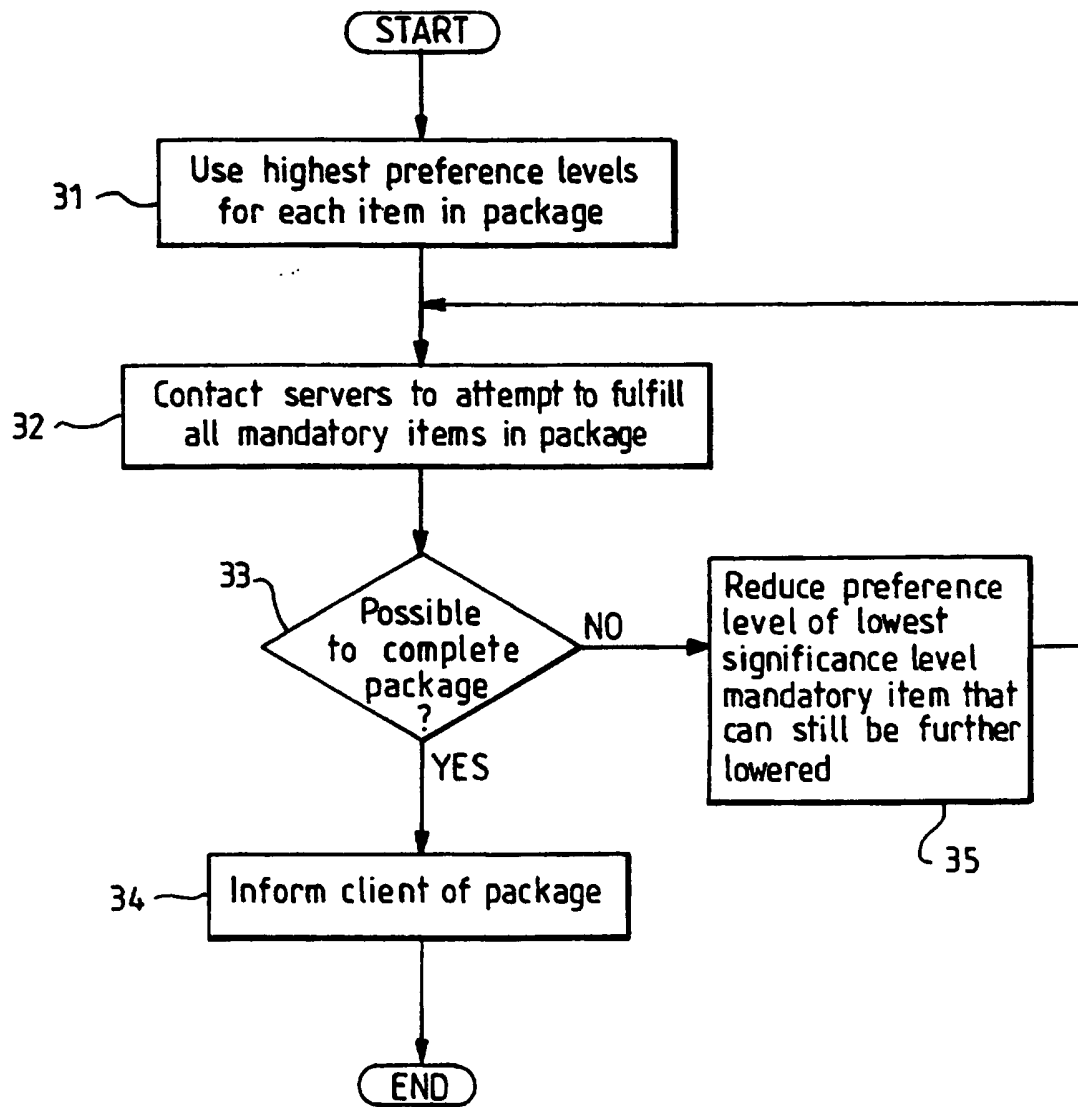 START
31
Use highest preference levels
for each item in package
32
Contact servers to attempt to fulfill
all mandatory items in package
33
Possible
to complete
package
?
NO
YES
Reduce preference
level of lowest
significance level
mandatory item that
can still be further
lowered
35
34
Inform client of package
END